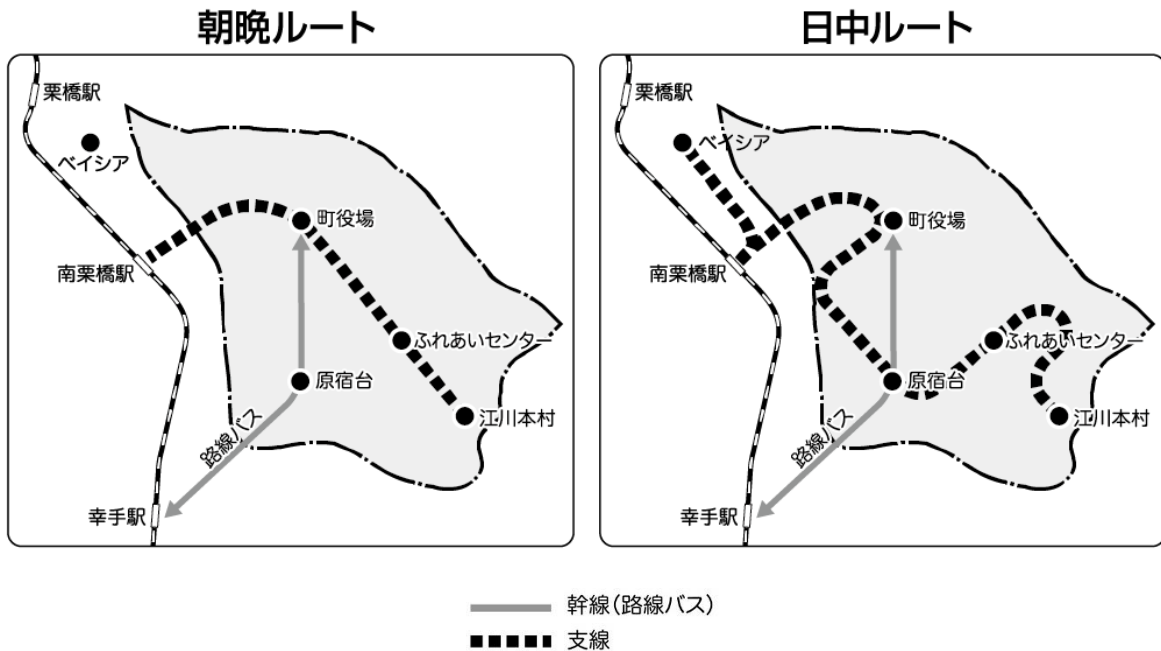 朝晩ルート
栗橋駅
ベイシア
町役場
南栗橋駅
ふれあいセンター
原宿台
江川本村
路線バス
幸手駅
日中ルート
栗橋駅
ベイシア
町役場
南栗橋駅
ふれあいセンター
原宿台
江川本村
路線バス
幸手駅
幹線(路線バス)
支線